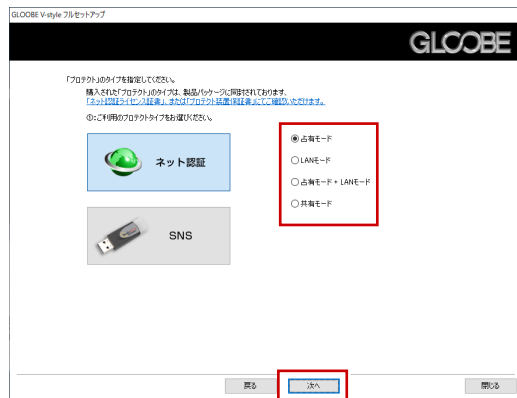 GLOOBE V-style フルセットアップ
GLOOBE
「プロテクト」のタイプを指定してください。
購入された「プロテクト」のタイプは、製品パッケージに同封されております、
「ネット認証ライセンス証書」、または「プロテクト装置保証書」にてご確認いただけます。
①:ご利用のプロテクトタイプをお選びください。
ネット認証
占有モード
LANモード
占有モード + LANモード
共有モード
SNS
戻る
次へ
閉じる